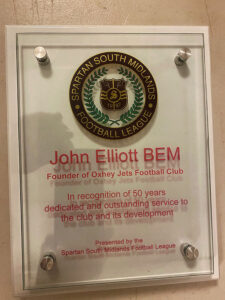 SPARTAN SOUTH MIDLANDS
FOOTBALL LEAGUE
John Elliott BEM
Founder of Oxhey Jets Football Club
In recognition of 50 years
dedicated and outstanding service to
the club and its development
Presented by the
Spartan South Midlands Football League